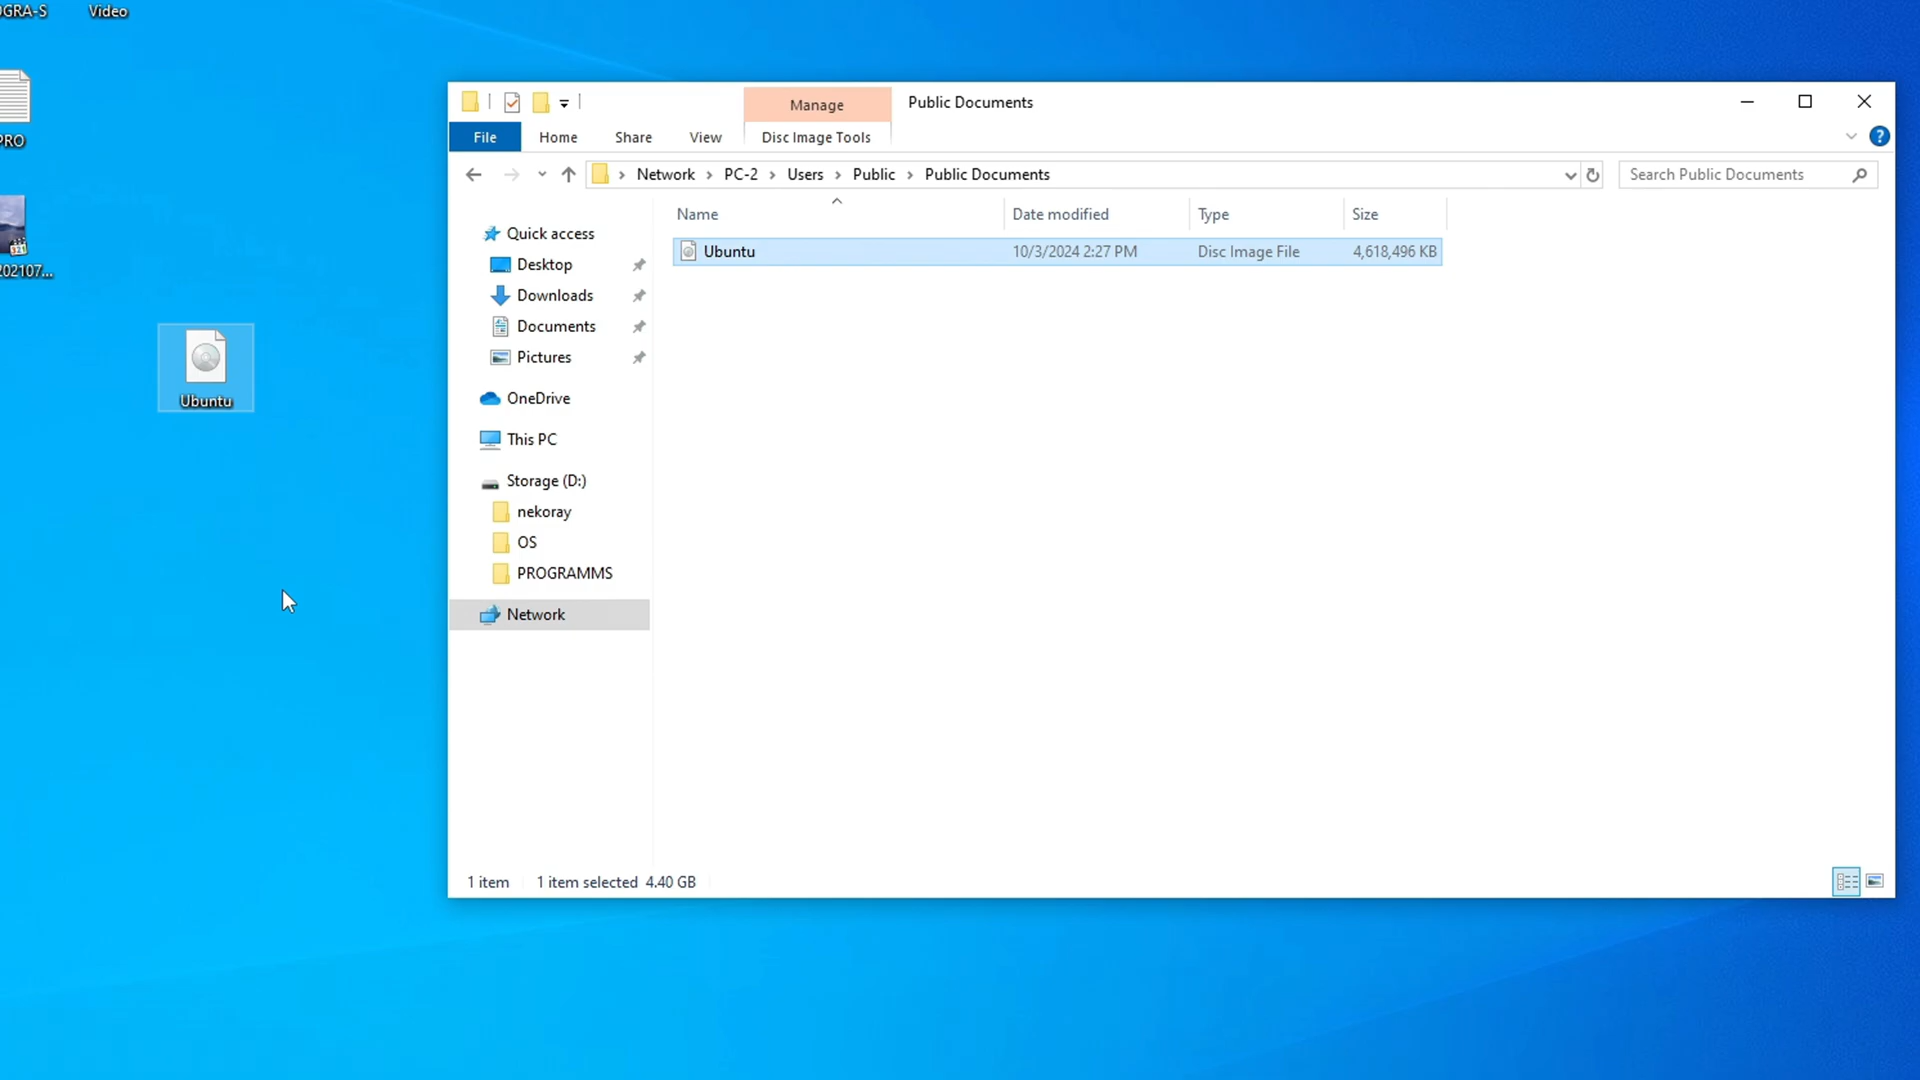 OGRA-S
Video
PRO
202107...
Ubuntu
Manage
Public Documents
File
Home
Share
View
Disc Image Tools
?
Network > PC-2 > Users > Public > Public Documents
Search Public Documents
Name
Date modified
Type
Size
Ubuntu
10/3/2024 2:27 PM
Disc Image File
4,618,496 KB
Quick access
Desktop
Downloads
Documents
Pictures
OneDrive
This PC
Storage (D:)
nekoray
OS
PROGRAMMS
Network
1 item
1 item selected 4.40 GB